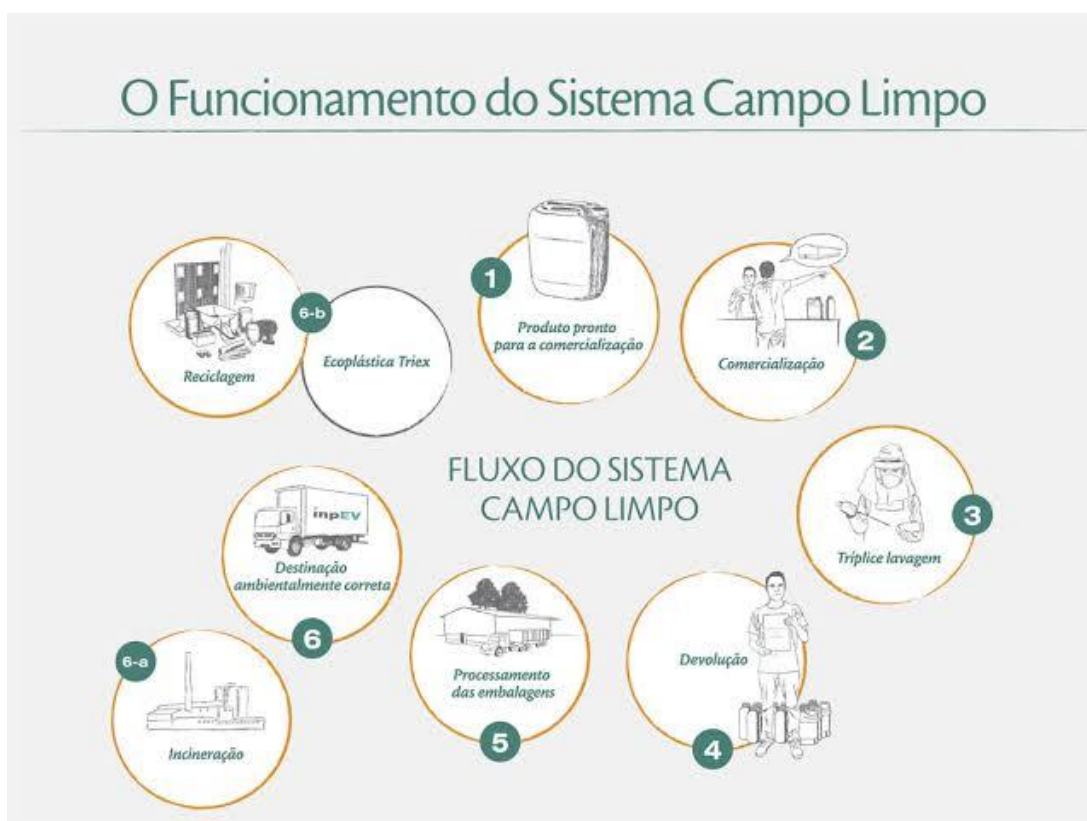 O Funcionamento do Sistema Campo Limpo
1
Produto pronto
para a comercialização
2
Comercialização
3
Tríplice lavagem
4
Devolução
5
Processamento
das embalagens
6
inpEV
Destinação
ambientalmente correta
6-a
Incineração
6-b
Reciclagem
Ecoplástica Triex
FLUXO DO SISTEMA
CAMPO LIMPO